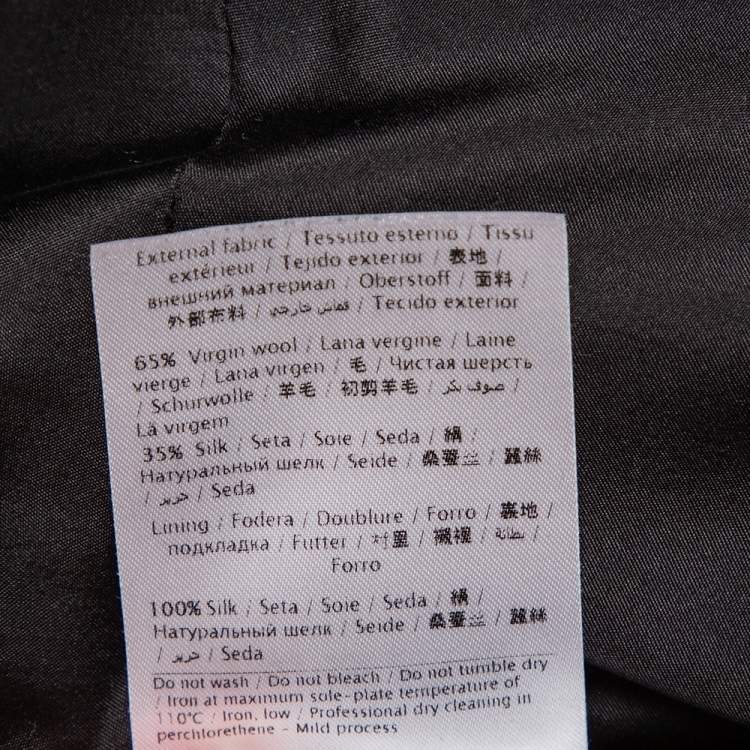 External fabric / Tessuto esterno / Tissu
extérieur / Tejido exterior / 表地 /
внешний материал / Oberstoff / 面料 /
外部布料 / قماش خارجي / Tecido exterior
65% Virgin wool / Lana vergine / Laine
vierge / Lana virgen / 毛 / Чистая шерсть
/ Schurwolle / 羊毛 / 初剪羊毛 / صوف بكر /
Lã virgem
35% Silk / Seta / Soie / Seda / 絹 /
Натуральный шелк / Seide / 桑蚕丝 / 蠶絲
/ حرير / Seda
Lining / Fodera / Doublure / Forro / 裏地 /
подкладка / Futter / 衬里 / 襯裡 / بطانة /
Forro
100% Silk / Seta / Soie / Seda / 絹 /
Натуральный шелк / Seide / 桑蚕丝 / 蠶絲
/ حرير / Seda
Do not wash / Do not bleach / Do not tumble dry
/ Iron at maximum sole-plate temperature of
110°C / Iron, low / Professional dry cleaning in
perchlorethene - Mild process